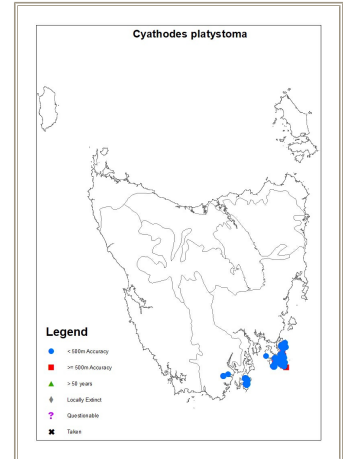 Cyathodes platystoma
Legend
< 500m Accuracy
>= 500m Accuracy
> 50 years
Locally Extinct
Questionable
Taken